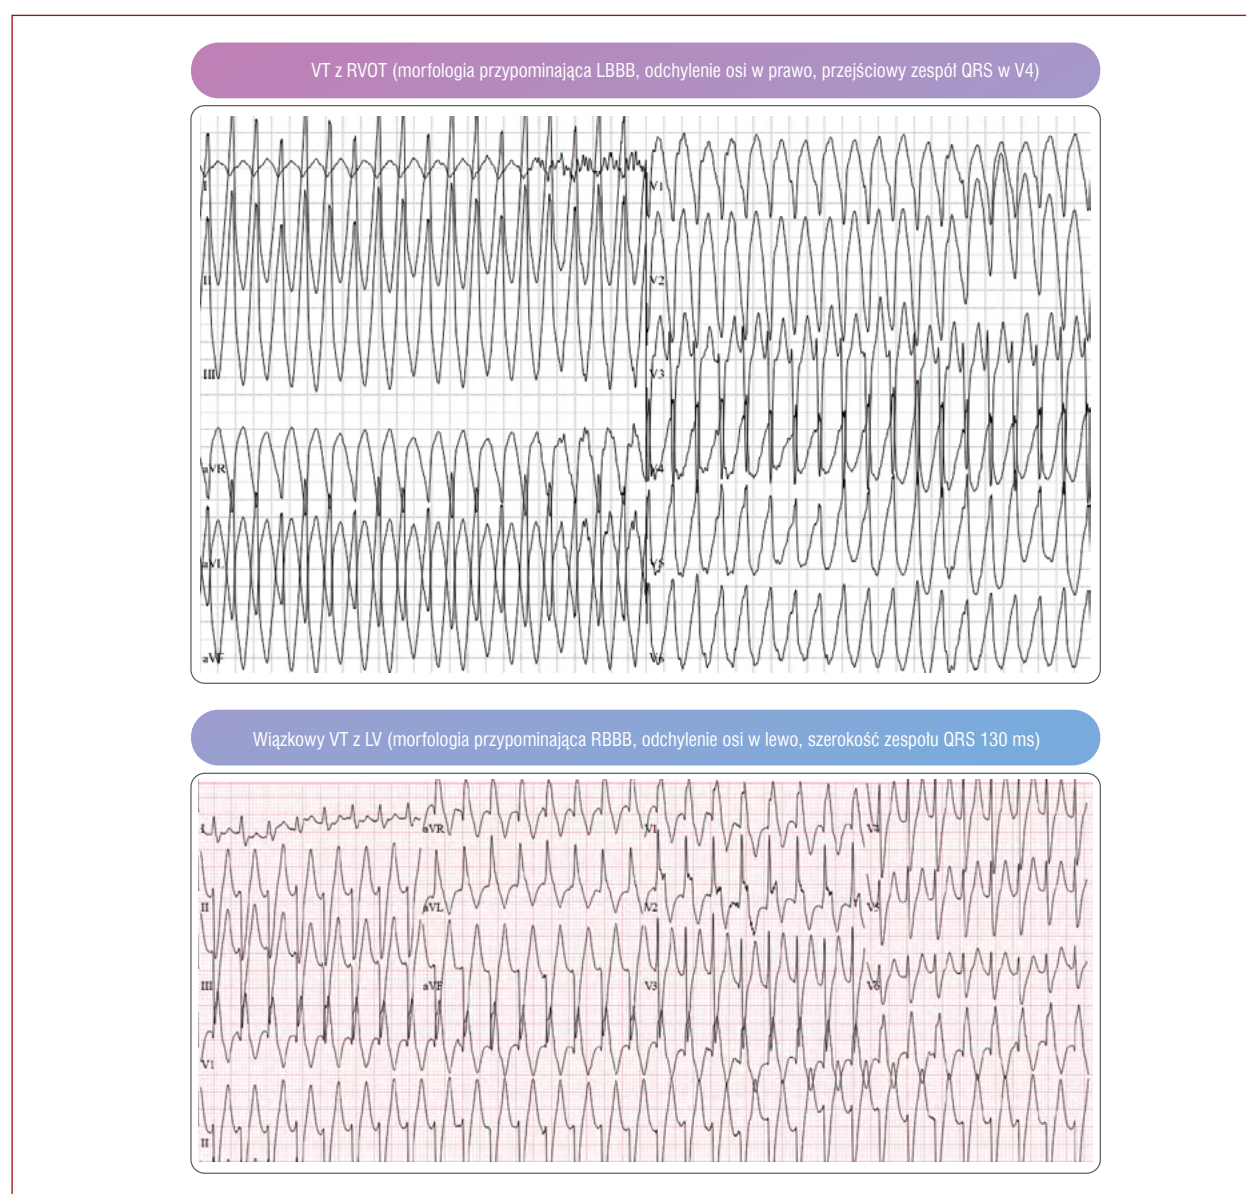 VT z RVOT (morfologia przypominająca LBBB, odchylenie osi w prawo, przejściowy zespół QRS w V4)
I
V1
II
V2
III
V3
aVR
V4
aVL
V5
aVF
V6
Wiązkowy VT z LV (morfologia przypominająca RBBB, odchylenie osi w lewo, szerokość zespołu QRS 130 ms)
I
aVR
V1
V4
II
aVL
V2
V5
III
aVF
V3
V6
V1
II